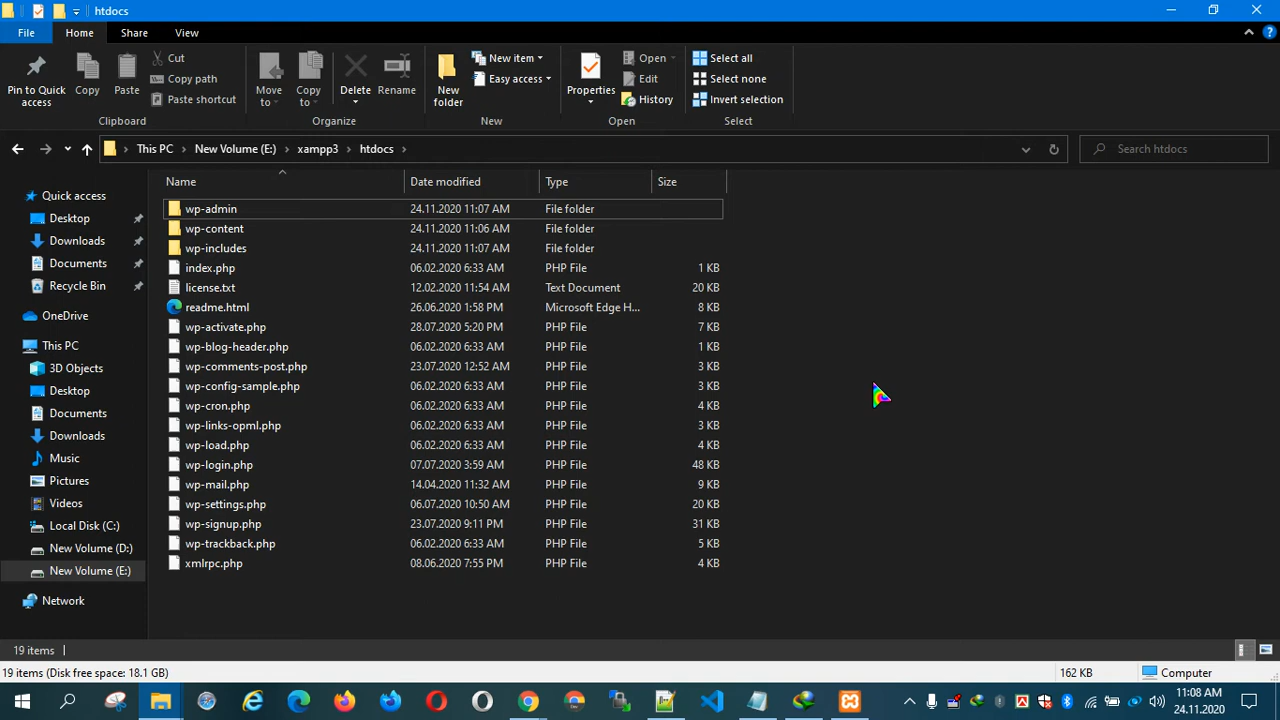 htdocs
File Home Share View
Pin to Quick access
Copy
Paste
Cut
Copy path
Paste shortcut
Clipboard
Move to
Copy to
Delete
Rename
Organize
New folder
New item
Easy access
New
Properties
Open
Edit
History
Open
Select all
Select none
Invert selection
Select
This PC New Volume (E:) xampp3 htdocs
Search htdocs
Quick access
Desktop
Downloads
Documents
Recycle Bin
OneDrive
This PC
3D Objects
Desktop
Documents
Downloads
Music
Pictures
Videos
Local Disk (C:)
New Volume (D:)
New Volume (E:)
Network
Name Date modified Type Size
wp-admin 24.11.2020 11:07 AM File folder
wp-content 24.11.2020 11:06 AM File folder
wp-includes 24.11.2020 11:07 AM File folder
index.php 06.02.2020 6:33 AM PHP File 1 KB
license.txt 12.02.2020 11:54 AM Text Document 20 KB
readme.html 26.06.2020 1:58 PM Microsoft Edge H... 8 KB
wp-activate.php 28.07.2020 5:20 PM PHP File 7 KB
wp-blog-header.php 06.02.2020 6:33 AM PHP File 1 KB
wp-comments-post.php 23.07.2020 12:52 AM PHP File 3 KB
wp-config-sample.php 06.02.2020 6:33 AM PHP File 3 KB
wp-cron.php 06.02.2020 6:33 AM PHP File 4 KB
wp-links-opml.php 06.02.2020 6:33 AM PHP File 3 KB
wp-load.php 06.02.2020 6:33 AM PHP File 4 KB
wp-login.php 07.07.2020 3:59 AM PHP File 48 KB
wp-mail.php 14.04.2020 11:32 AM PHP File 9 KB
wp-settings.php 06.07.2020 10:50 AM PHP File 20 KB
wp-signup.php 23.07.2020 9:11 PM PHP File 31 KB
wp-trackback.php 06.02.2020 6:33 AM PHP File 5 KB
xmlrpc.php 08.06.2020 7:55 PM PHP File 4 KB
19 items
19 items (Disk free space: 18.1 GB) 162 KB Computer
11:08 AM
24.11.2020